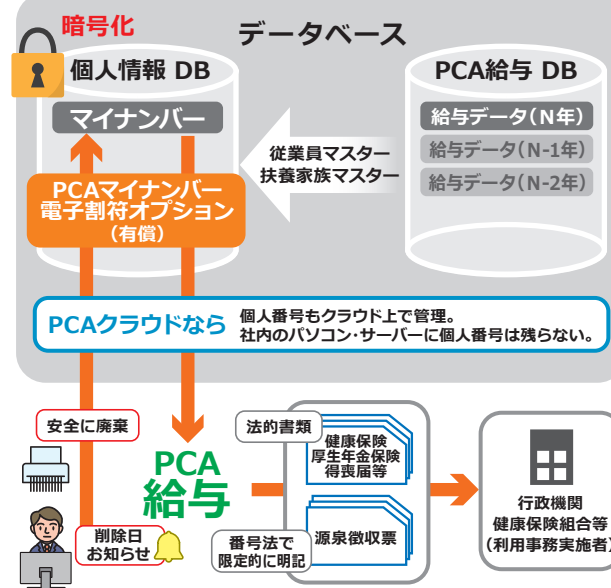 暗号化
データベース
個人情報 DB
マイナンバー
PCAマイナンバー
電子割符オプション
(有償)
従業員マスター
扶養家族マスター
PCA給与 DB
給与データ(N年)
給与データ(N-1年)
給与データ(N-2年)
PCAクラウドなら
個人番号もクラウド上で管理。
社内のパソコン・サーバーに個人番号は残らない。
安全に廃棄
削除日
お知らせ
PCA
給与
法的書類
健康保険
厚生年金保険
得喪届等
源泉徴収票
番号法で
限定的に明記
行政機関
健康保険組合等
(利用事務実施者)